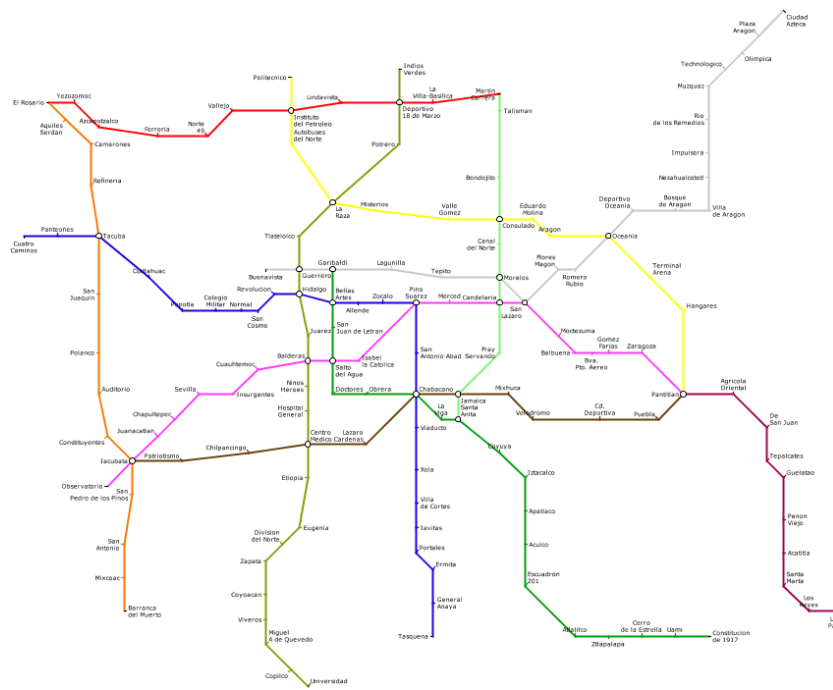 Ciudad
Azteca
Plaza
Aragon
Olimpica
Technologico
Muzquaz
Rio
de los Remedios
Impulsora
Nezahualcotetl
Villa
de Aragon
Bosque
de Aragon
Deportivo
Oceania
Oceania
Politecnico
Indios
Verdes
El Rosario
Yezozomoc
Azcapotzalco
Ferroria
Norte
Vallejo
Instituto
del Petroleo
Autobuses
del Norte
Lindavista
Deportivo
18 de Marzo
La
Villa-Basilica
Martin
Carrera
Talisman
Aquiles
Serdan
Camarones
Refineria
Potrero
Bondojito
La
Raza
Misterios
Valle
Gomez
Consulado
Eduardo
Molina
Aragon
Terminal
Arena
Hangares
Cuatro
Caminos
Pantpones
Tacuba
Cuitlahuac
Popotla
Colegio
Militar
Normal
San
Cosme
Revolucion
Hidalgo
Tlatelolco
Buenavista
Guerrero
Garibaldi
Lagunilla
Tepito
Morelos
Canal
del Norte
Flores
Magon
Romero
Rubio
San
Lazaro
Bellas
Artes
Allende
Zocalo
Pino
Suarez
Merced
Candelaria
San
Juaquin
Polanco
Auditorio
Constituyentes
Juarez
San
Juan de Letran
Balderas
Salto
del Agua
Isabel
la Catolica
Cuauhtemoc
Insurgentes
Sevilla
Chapultepec
Juanacatlan
Iacubata
Observatorio
San
Antonio Abad
Fray
Servando
Moctezuma
Balbuena
Bva.
Pto. Aereo
Gomez
Farias
Zaragoza
Pantitlan
Ninos
Heroes
Hospital
General
Doctores
Obrera
Chabacano
Jamaica
Santa
Anita
La
Viga
Mixhuca
Velodromo
Cd.
Deportiva
Puebla
Agricola
Oriental
De
San Juan
Tepalcates
Guelatao
Penon
Viejo
Acatitla
Santa
Marta
Los
Reyes
Patriotismo
Chilpancingo
Centro
Medico
Lazaro
Cardenas
Viaducto
Xola
Villa
de Cortes
Iavitas
Portales
Ermita
General
Anaya
Tasquena
Coyuya
Iztacalco
Apatlaco
Aculco
Escuadron
201
Atlalilco
Ztlapalapa
Cerro
de la Estrella
Uami
Constitucion
de 1917
San
Pedro de los Pinos
San
Antonio
Mixcoac
Barranca
del Muerto
Etiopia
Eugenia
Division
del Norte
Zapata
Coyoacan
Viveros
Miguel
A de Quevedo
Copilco
Universidad